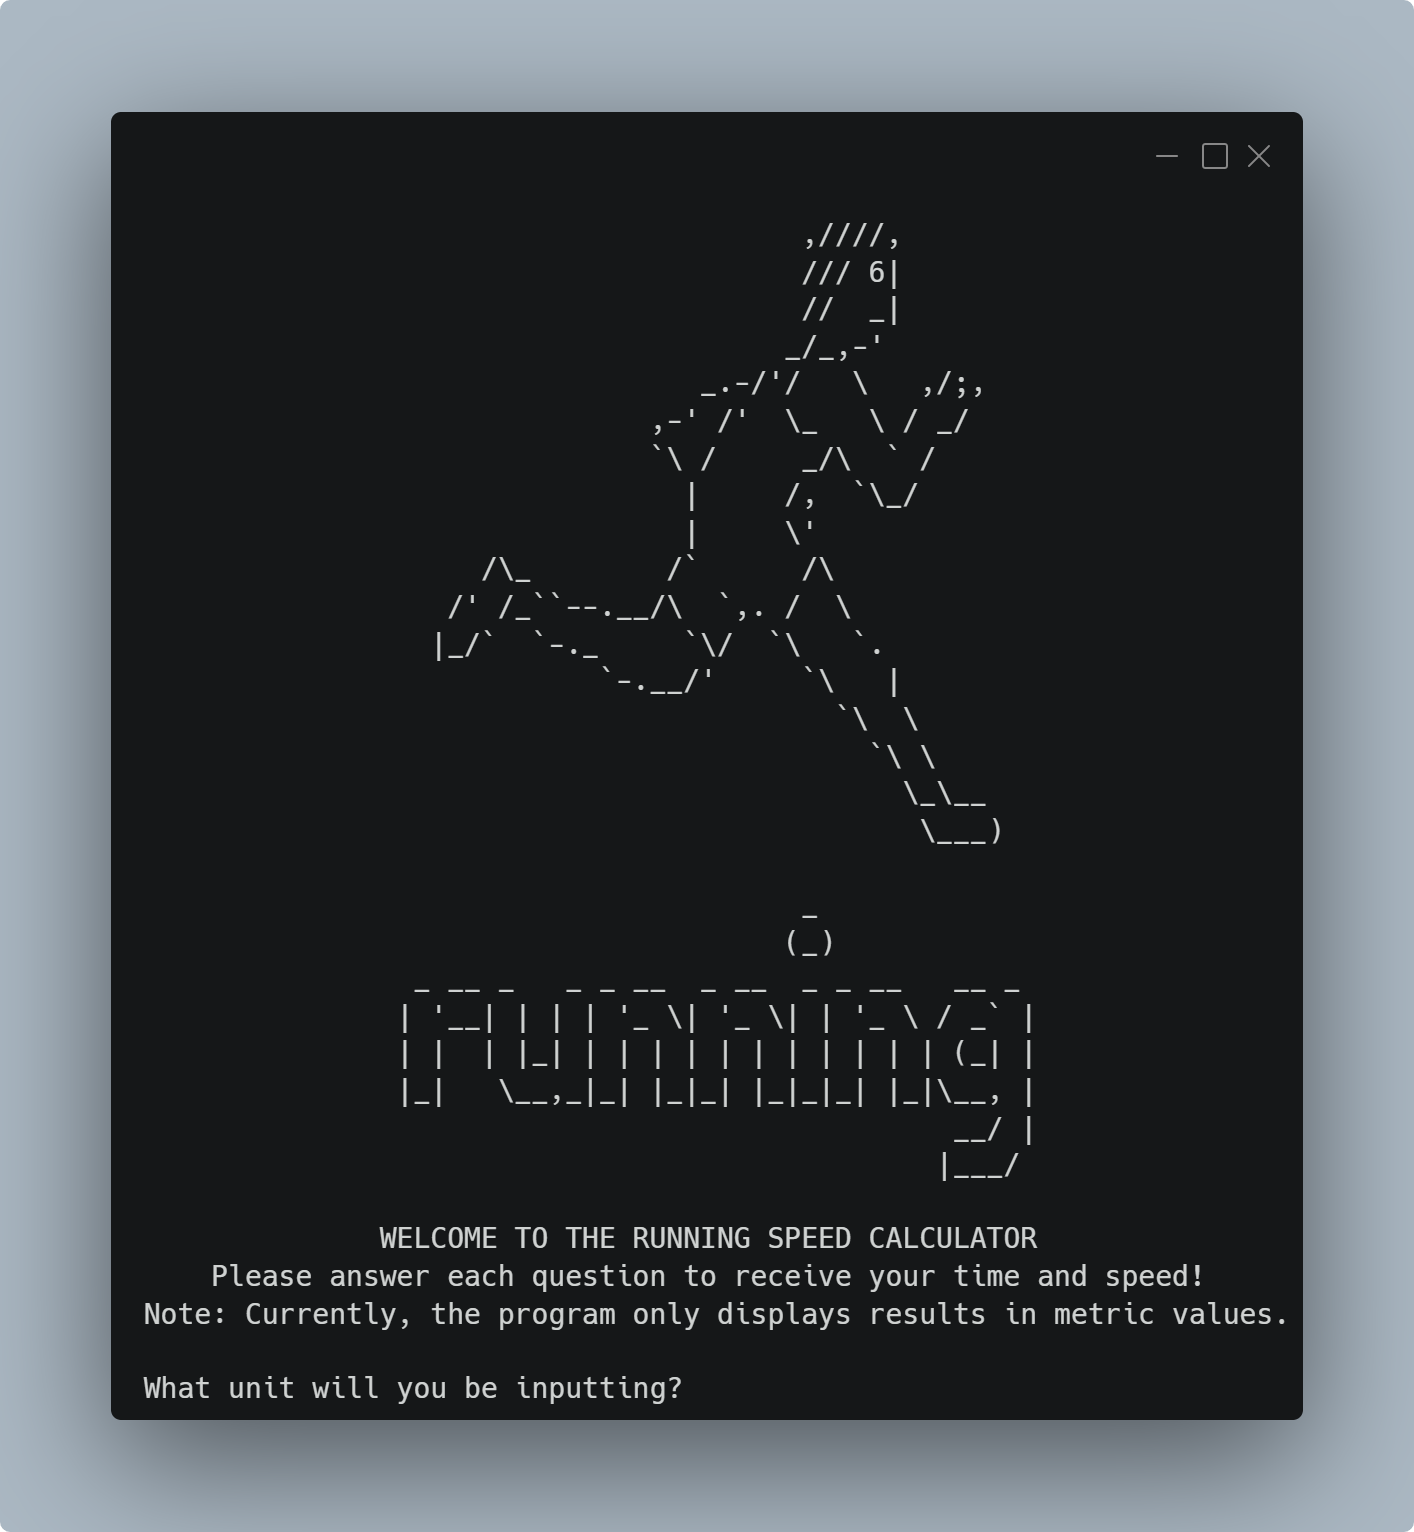 running
WELCOME TO THE RUNNING SPEED CALCULATOR
Please answer each question to receive your time and speed!
Note: Currently, the program only displays results in metric values.
What unit will you be inputting?